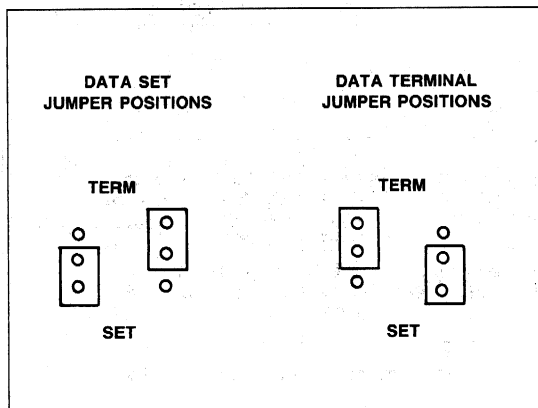 DATA SET
JUMPER POSITIONS
TERM
SET
DATA TERMINAL
JUMPER POSITIONS
TERM
SET